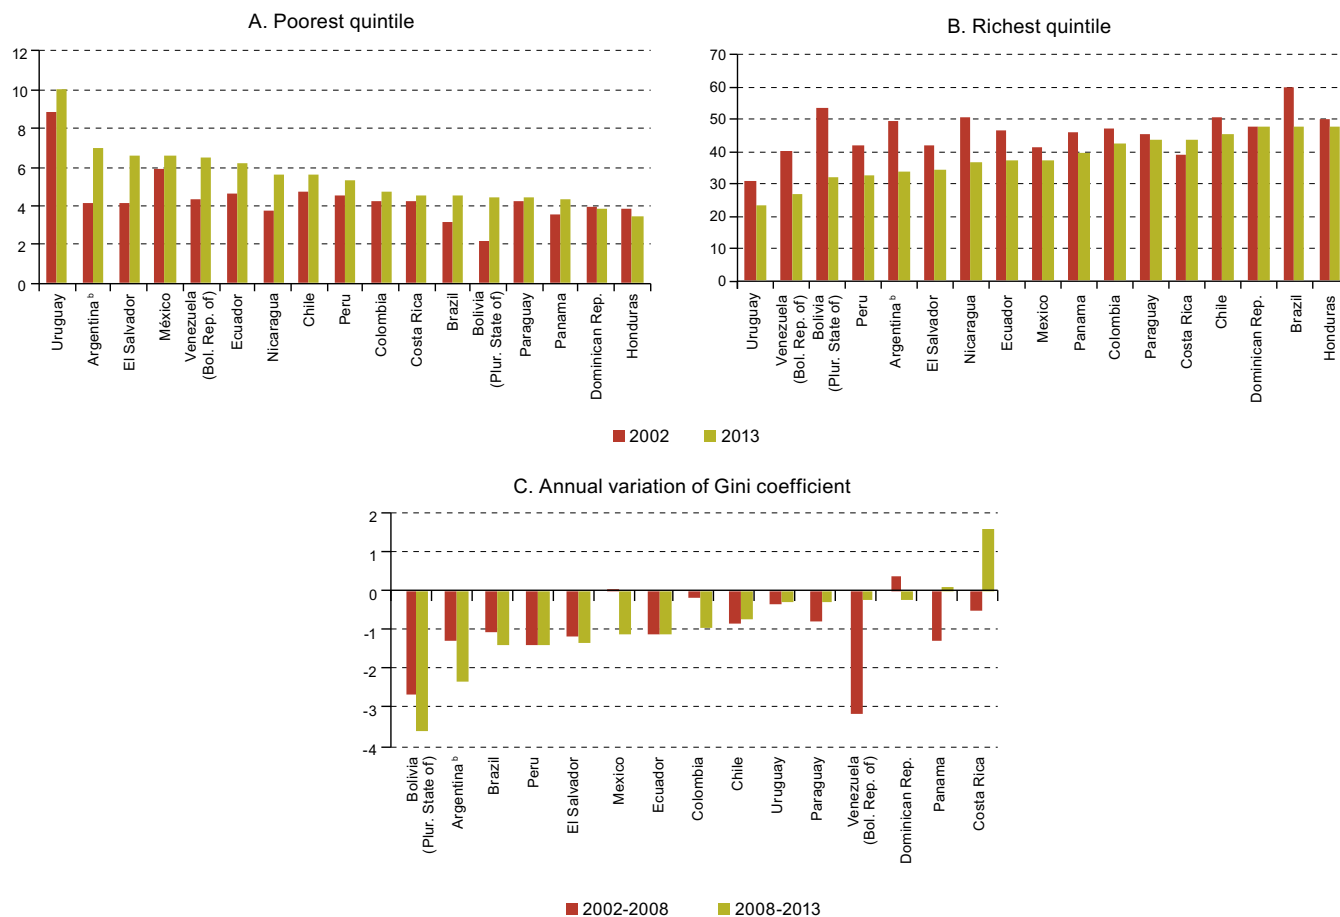 A. Poorest quintile
12
10
8
6
4
2
0
Uruguay
Argentina b
El Salvador
México
Venezuela
(Bol. Rep. of)
Ecuador
Nicaragua
Chile
Peru
Colombia
Costa Rica
Brazil
Bolivia
(Plur. State of)
Paraguay
Panama
Dominican Rep.
Honduras
B. Richest quintile
70
60
50
40
30
20
10
0
Uruguay
Venezuela
(Bol. Rep. of)
Bolivia
(Plur. State of)
Peru
Argentina b
El Salvador
Nicaragua
Ecuador
Mexico
Panama
Colombia
Paraguay
Costa Rica
Chile
Dominican Rep.
Brazil
Honduras
2002 2013
C. Annual variation of Gini coefficient
2
1
0
-1
-2
-3
-4
Bolivia
(Plur. State of)
Argentina b
Brazil
Peru
El Salvador
Mexico
Ecuador
Colombia
Chile
Uruguay
Paraguay
Venezuela
(Bol. Rep. of)
Dominican Rep.
Panama
Costa Rica
2002-2008 2008-2013